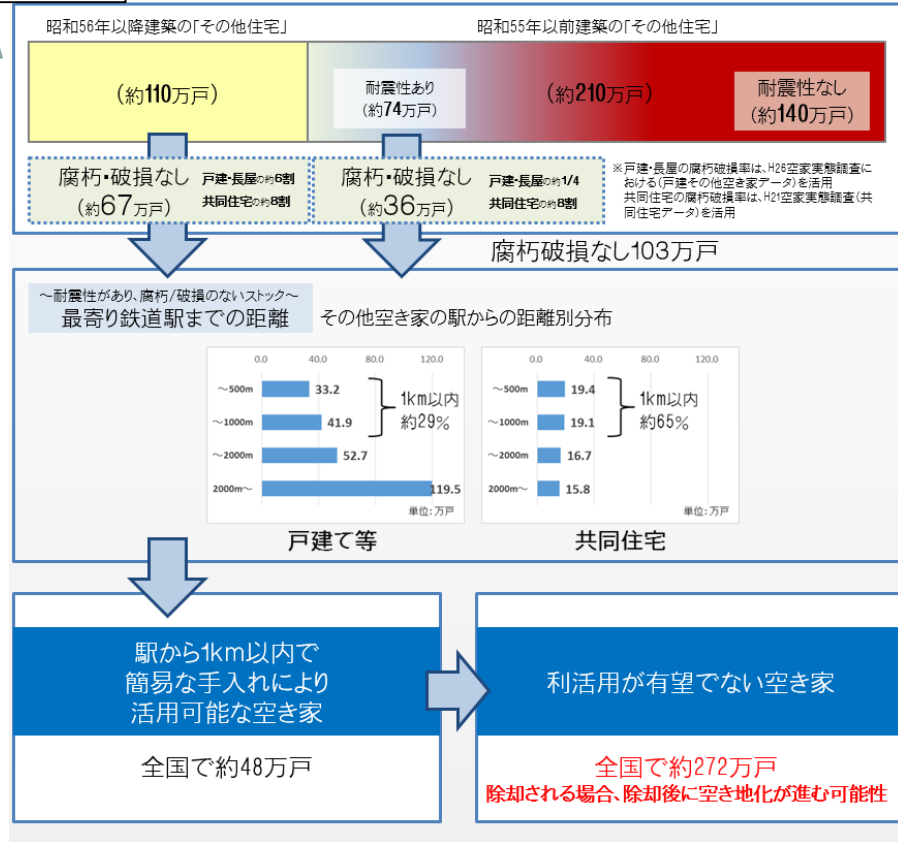 昭和56年以降建築の「その他住宅」
昭和55年以前建築の「その他住宅」
(約110万戸)
耐震性あり
(約74万戸)
(約210万戸)
耐震性なし
(約140万戸)
腐朽・破損なし
(約67万戸)
戸建・長屋の約6割
共同住宅の約8割
腐朽・破損なし
(約36万戸)
戸建・長屋の約1/4
共同住宅の約8割
※戸建・長屋の腐朽破損率は、H26空家実態調査に
おける(戸建その他空き家データ)を活用
共同住宅の腐朽破損率は、H21空家実態調査(共
同住宅データ)を活用
腐朽破損なし103万戸
～耐震性があり、腐朽/破損のないストック～
最寄り鉄道駅までの距離
その他空き家の駅からの距離別分布
0.0 40.0 80.0 120.0
～500m 33.2
～1000m 41.9
～2000m 52.7
2000m～ 119.5
1km以内
約29%
単位：万戸
戸建て等
0.0 40.0 80.0 120.0
～500m 19.4
～1000m 19.1
～2000m 16.7
2000m～ 15.8
1km以内
約65%
単位：万戸
共同住宅
駅から1km以内で
簡易な手入れにより
活用可能な空き家
全国で約48万戸
利活用が有望でない空き家
全国で約272万戸
除却される場合、除却後に空き地化が進む可能性